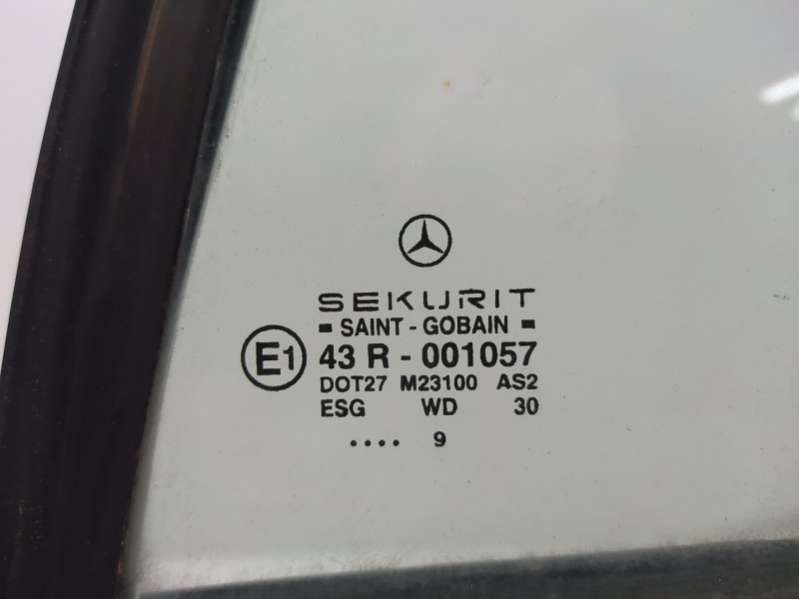 SEKURIT
SAINT - GOBAIN
E1 43 R - 001057
DOT27 M23100 AS2
ESG WD 30
.... 9